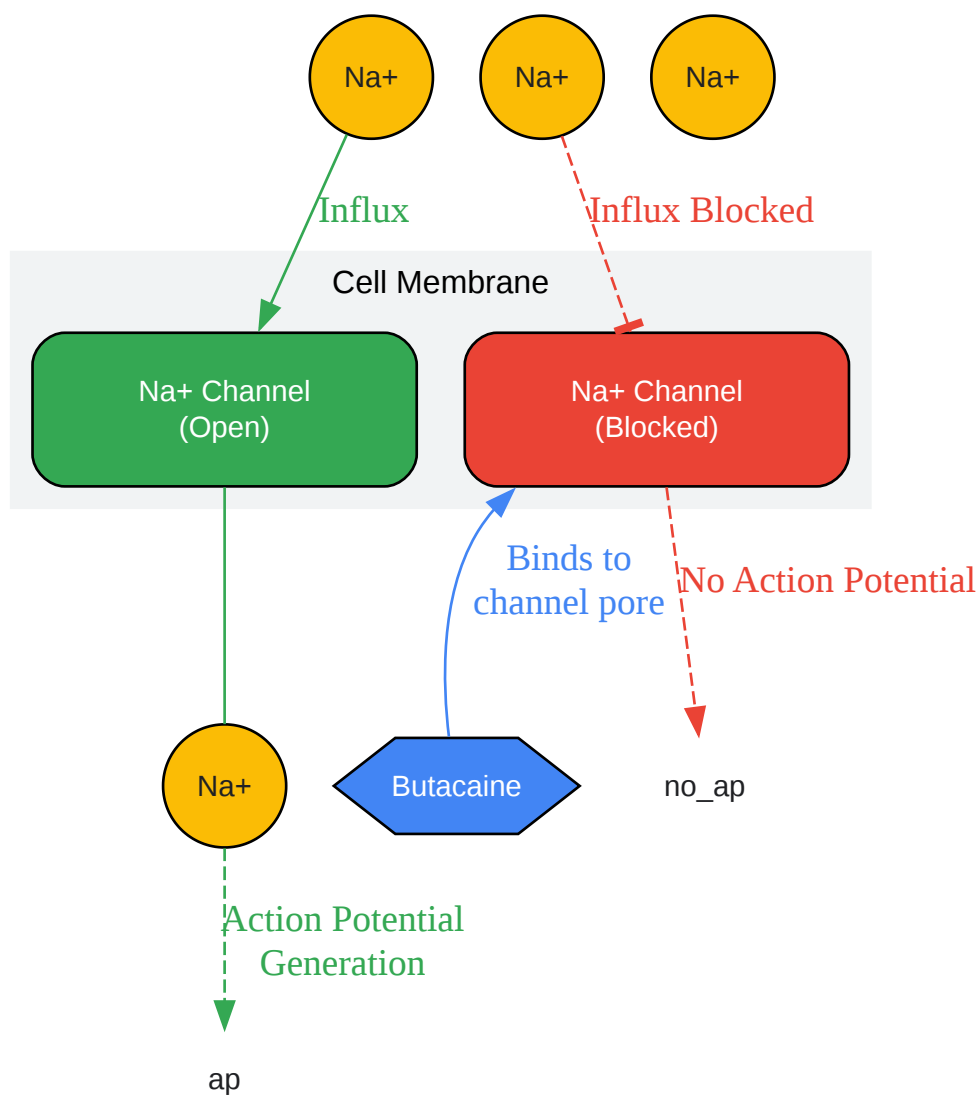 Na+
Na+
Na+
Influx
Influx Blocked
Cell Membrane
Na+ Channel
(Open)
Na+ Channel
(Blocked)
Binds to
channel pore
No Action Potential
Na+
Butacaine
no_ap
Action Potential
Generation
ap